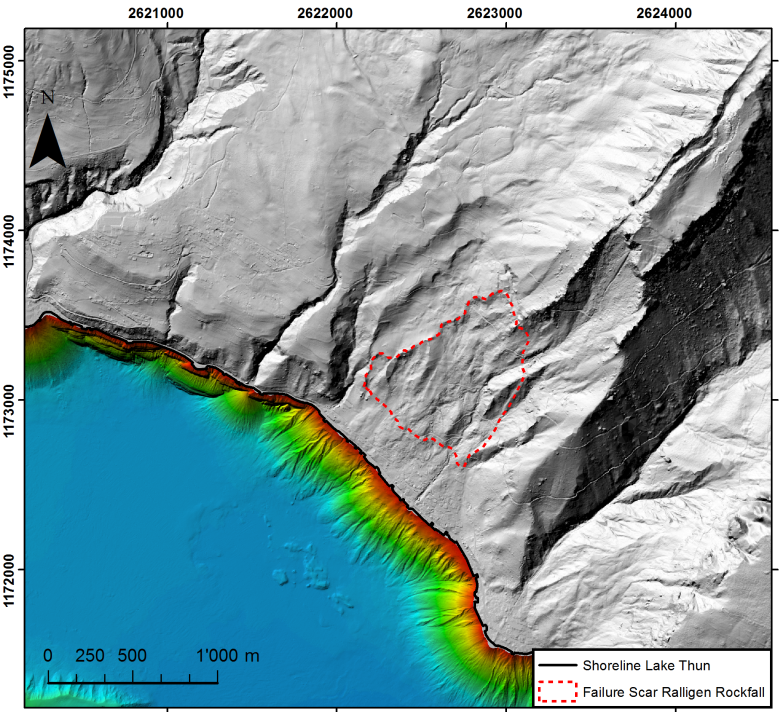 2621000 2622000 2623000 2624000
1175000
N
1174000
1173000
1172000
0 250 500 1'000 m
Shoreline Lake Thun
Failure Scar Ralligen Rockfall